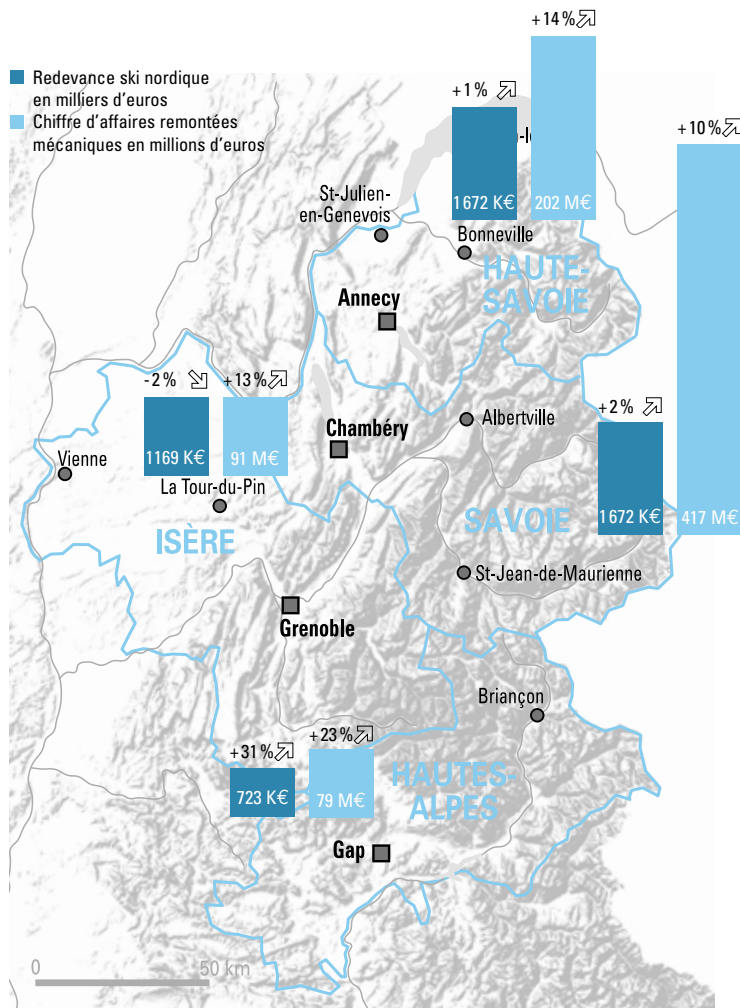 Redevance ski nordique
en milliers d'euros
Chiffre d'affaires remontées
mécaniques en millions d'euros
+14%
+1%
+10%
1672 K€
202 M€
St-Julien-
en-Genevois
Bonneville
HAUTE-
SAVOIE
Annecy
-2%
+13%
+2%
Chambéry
Albertville
1169 K€
91 M€
Vienne
La Tour-du-Pin
ISÈRE
SAVOIE
1672 K€
417 M€
St-Jean-de-Maurienne
Grenoble
Briançon
+31%
+23%
HAUTES-
ALPES
723 K€
79 M€
Gap
0
50 km